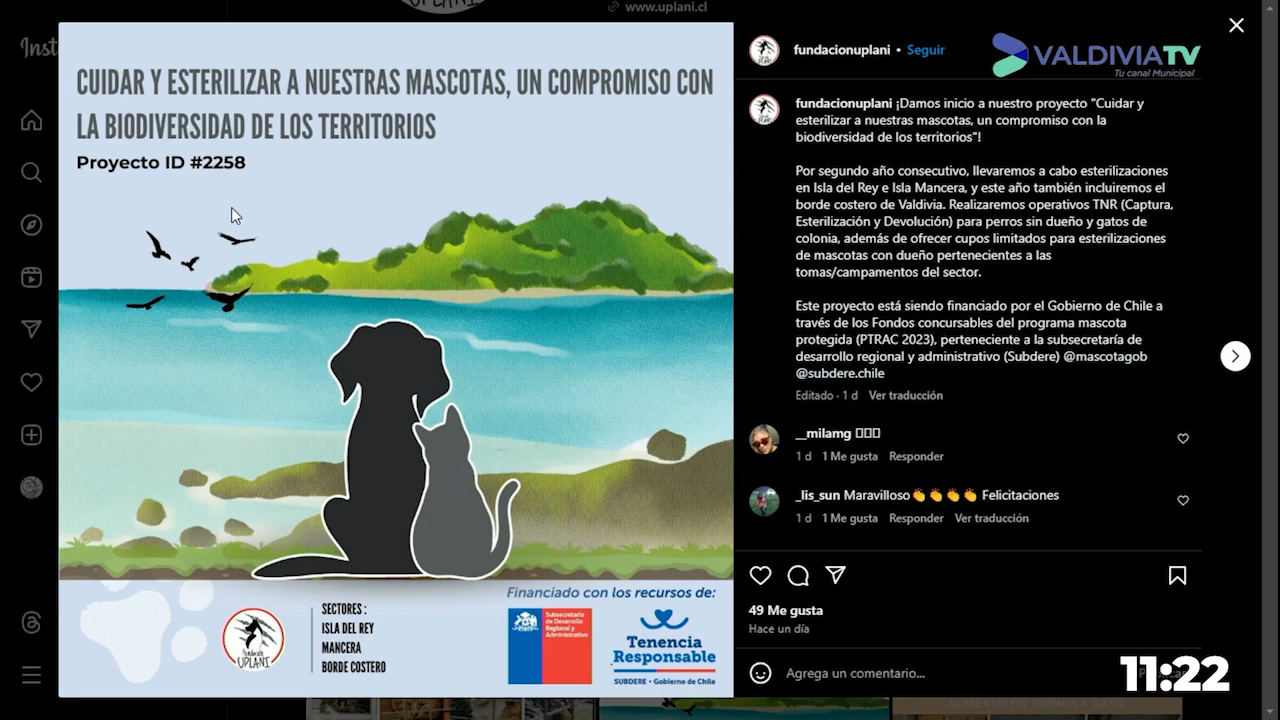 www.uplani.cl
UPLANI
Inst
CUIDAR Y ESTERILIZAR A NUESTRAS MASCOTAS, UN COMPROMISO CON
LA BIODIVERSIDAD DE LOS TERRITORIOS
Proyecto ID #2258
Fundación
UPLANI
SECTORES :
ISLA DEL REY
MANCERA
BORDE COSTERO
Financiado con los recursos de:
Subsecretaría
de Desarrollo
Regional y
Administrativo
Tenencia
Responsable
SUBDERE • Gobierno de Chile
fundacionuplani • Seguir
VALDIVIATV
Tu canal Municipal
fundacionuplani ¡Damos inicio a nuestro proyecto "Cuidar y
esterilizar a nuestras mascotas, un compromiso con la
biodiversidad de los territorios"!
Por segundo año consecutivo, llevaremos a cabo esterilizaciones
en Isla del Rey e Isla Mancera, y este año también incluiremos el
borde costero de Valdivia. Realizaremos operativos TNR (Captura,
Esterilización y Devolución) para perros sin dueño y gatos de
colonia, además de ofrecer cupos limitados para esterilizaciones
de mascotas con dueño pertenecientes a las
tomas/campamentos del sector.
Este proyecto está siendo financiado por el Gobierno de Chile a
través de los Fondos concursables del programa mascota
protegida (PTRAC 2023), perteneciente a la subsecretaría de
desarrollo regional y administrativo (Subdere) @mascotagob
@subdere.chile
Editado · 1 d Ver traducción
__milamg
1 d 1 Me gusta Responder
_lis_sun Maravilloso👏👏👏👏 Felicitaciones
1 d 1 Me gusta Responder Ver traducción
49 Me gusta
Hace un día
Agrega un comentario...
11:22
ALIMENTO FIT FORMULA GATO